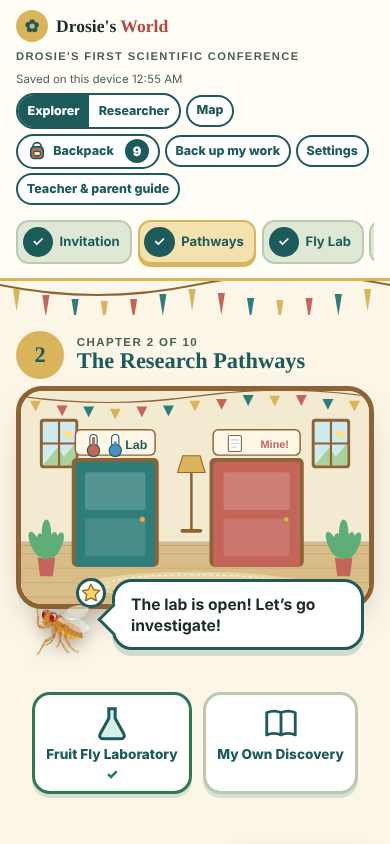 Drosie's World
DROSIE'S FIRST SCIENTIFIC CONFERENCE
Saved on this device 12:55 AM
Explorer Researcher Map
Backpack 9 Back up my work Settings
Teacher & parent guide
Invitation Pathways Fly Lab
2
CHAPTER 2 OF 10
The Research Pathways
Lab Mine!
The lab is open! Let's go
investigate!
Fruit Fly Laboratory My Own Discovery